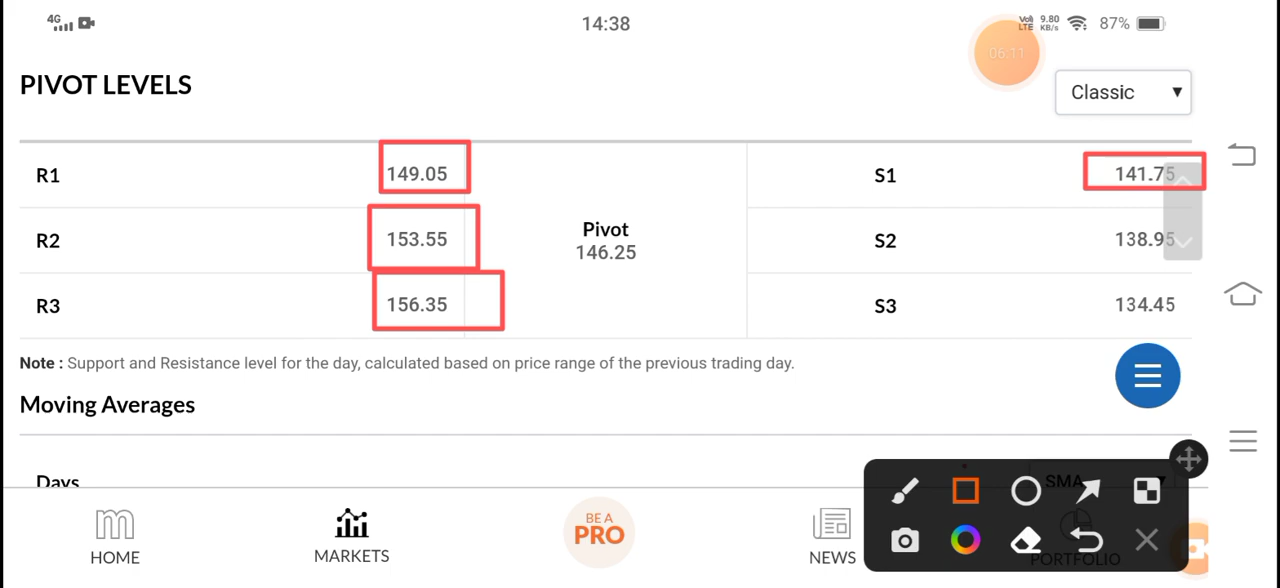 4G 14:38 Voli LTE 9.80 KB/s 87%
06:11
PIVOT LEVELS
Classic
R1 149.05 S1 141.75
R2 153.55 Pivot 146.25 S2 138.95
R3 156.35 S3 134.45
Note : Support and Resistance level for the day, calculated based on price range of the previous trading day.
Moving Averages
Days SMA
BE A
PRO
HOME MARKETS NEWS PORTFOLIO